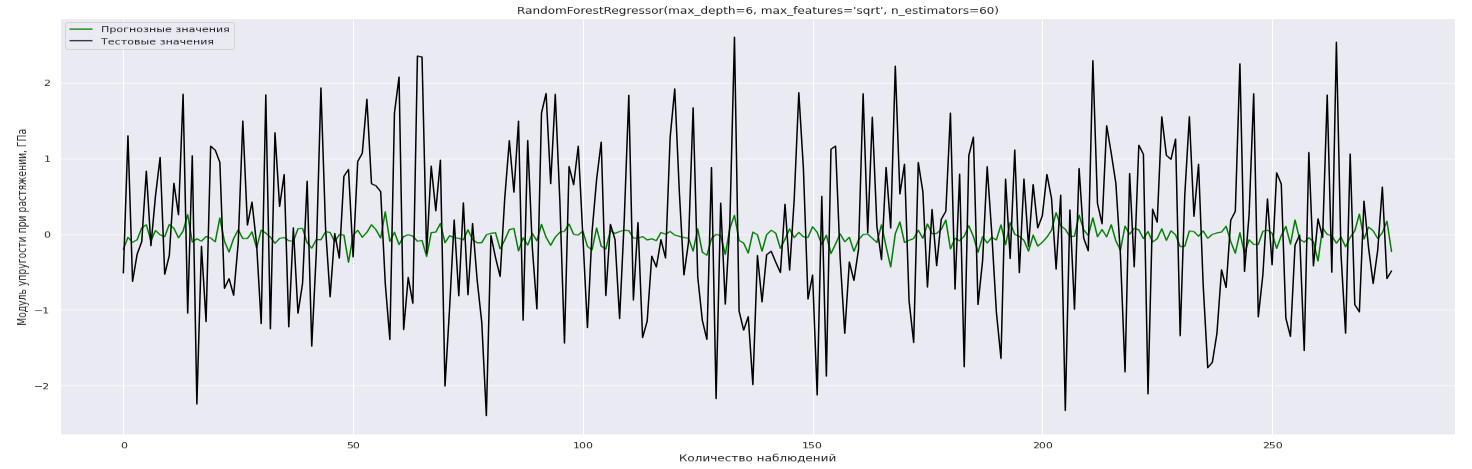 RandomForestRegressor(max_depth=6, max_features='sqrt', n_estimators=60)
Прогнозные значения
Тестовые значения
Модуль упругости при растяжении, ГПа
2
1
0
−1
−2
0 50 100 150 200 250
Количество наблюдений